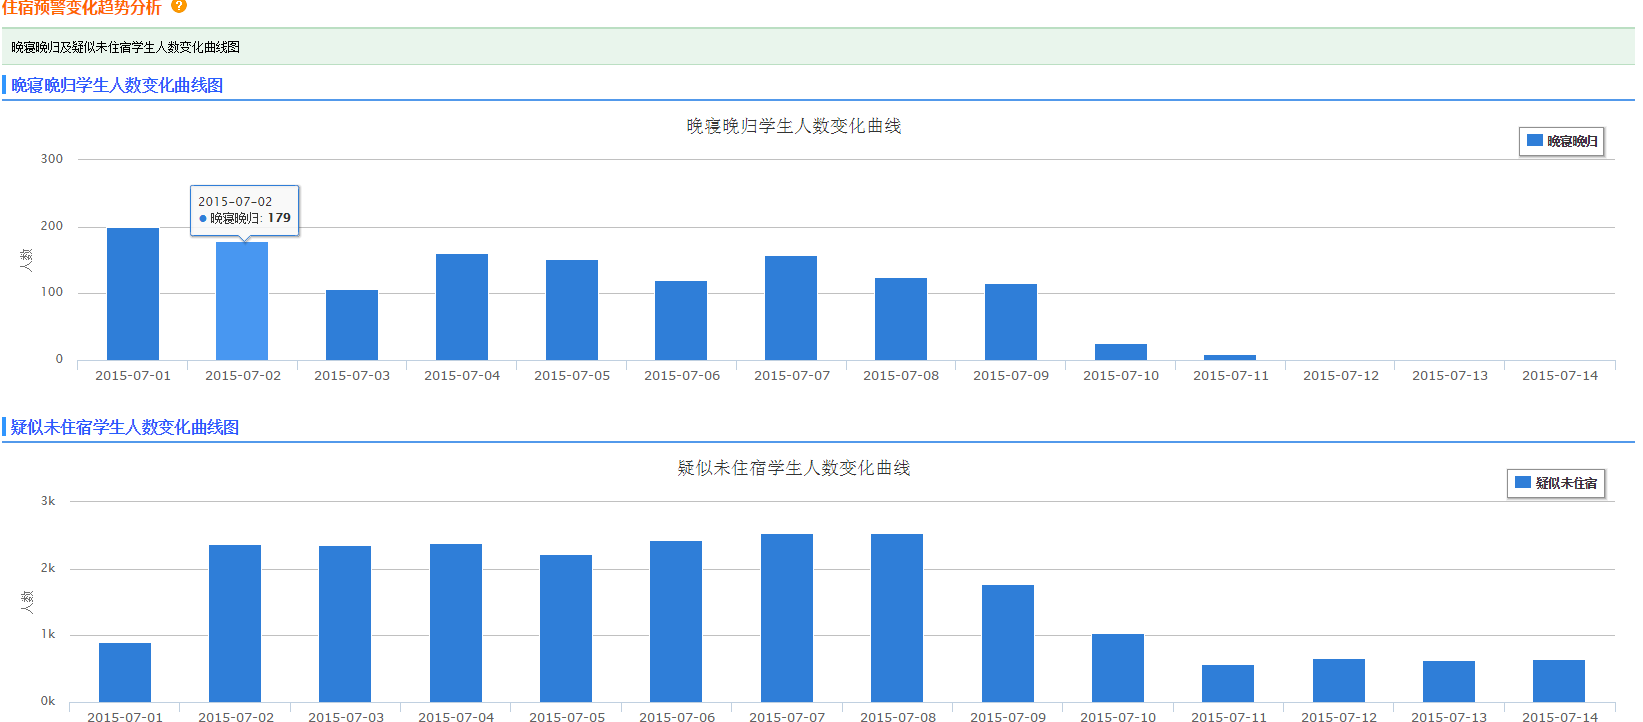 住宿预警变化趋势分析 ?
晚寝晚归及疑似未住宿学生人数变化曲线图
晚寝晚归学生人数变化曲线图
晚寝晚归学生人数变化曲线
晚寝晚归
300
200
100
0
人数
2015-07-02
晚寝晚归: 179
2015-07-01 2015-07-02 2015-07-03 2015-07-04 2015-07-05 2015-07-06 2015-07-07 2015-07-08 2015-07-09 2015-07-10 2015-07-11 2015-07-12 2015-07-13 2015-07-14
疑似未住宿学生人数变化曲线图
疑似未住宿学生人数变化曲线
疑似未住宿
3k
2k
1k
0k
人数
2015-07-01 2015-07-02 2015-07-03 2015-07-04 2015-07-05 2015-07-06 2015-07-07 2015-07-08 2015-07-09 2015-07-10 2015-07-11 2015-07-12 2015-07-13 2015-07-14